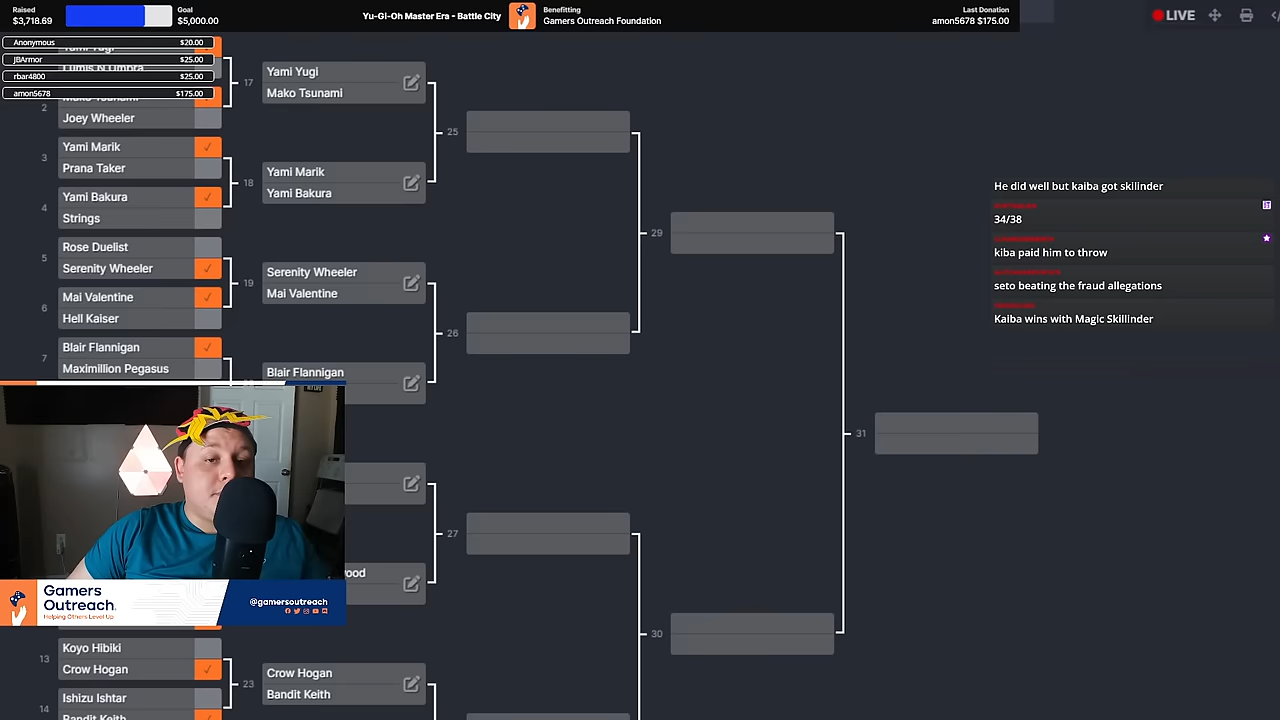 Raised
$3,718.69
Goal
$5,000.00
Yu-Gi-Oh Master Era - Battle City
Benefitting
Gamers Outreach Foundation
Last Donation
amon5678 $175.00
LIVE
Anonymous $20.00
JBArmor $25.00
rbar4800 $25.00
amon5678 $175.00
2
Joey Wheeler
3
Yami Marik
Prana Taker
4
Yami Bakura
Strings
5
Rose Duelist
Serenity Wheeler
6
Mai Valentine
Hell Kaiser
7
Blair Flannigan
Maximillion Pegasus
13
Koyo Hibiki
Crow Hogan
14
Ishizu Ishtar
Bandit Keith
17
Yami Yugi
Mako Tsunami
18
Yami Marik
Yami Bakura
19
Serenity Wheeler
Mai Valentine
Blair Flannigan
ood
23
Crow Hogan
Bandit Keith
25
26
27
29
30
31
He did well but kaiba got skilinder
34/38
kiba paid him to throw
seto beating the fraud allegations
Kaiba wins with Magic Skillinder
Gamers
Outreach
Helping Others Level Up
@gamersoutreach